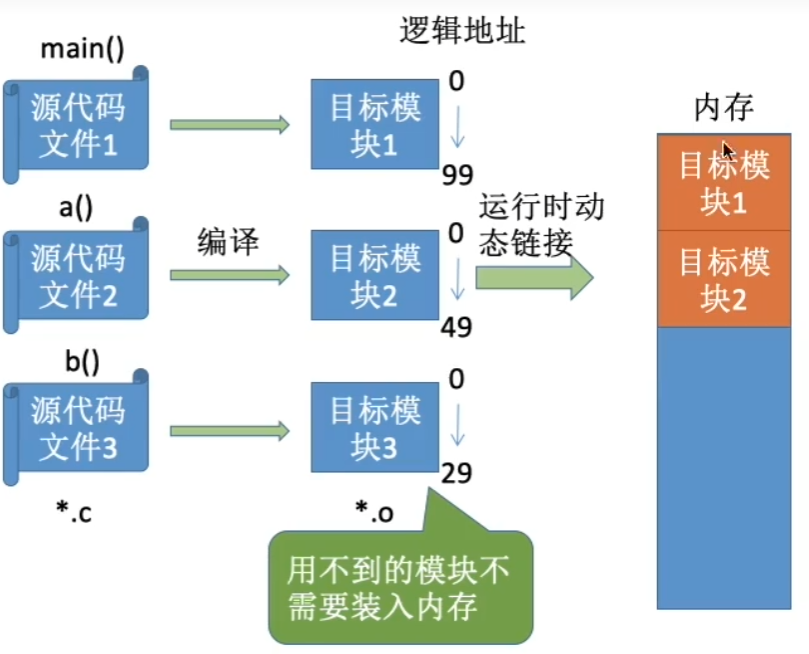 逻辑地址
main()
源代码
文件1
目标模
块1
0
99
内存
目标模
块1
a()
源代码
文件2
编译
目标模
块2
0
49
运行时动
态链接
目标模
块2
b()
源代码
文件3
目标模
块3
0
29
*.c
*.o
用不到的模块不
需要装入内存